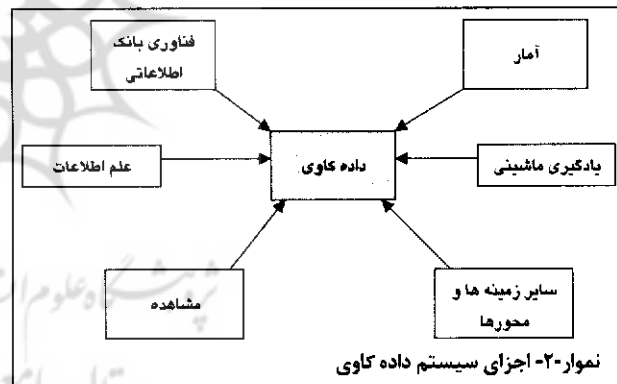 آمار
فناوری بانک
اطلاعاتی
داده کاوی
یادگیری ماشینی
علم اطلاعات
سایر زمینه ها و
محورها
مشاهده
نموار-۲- اجزای سیستم داده کاوی